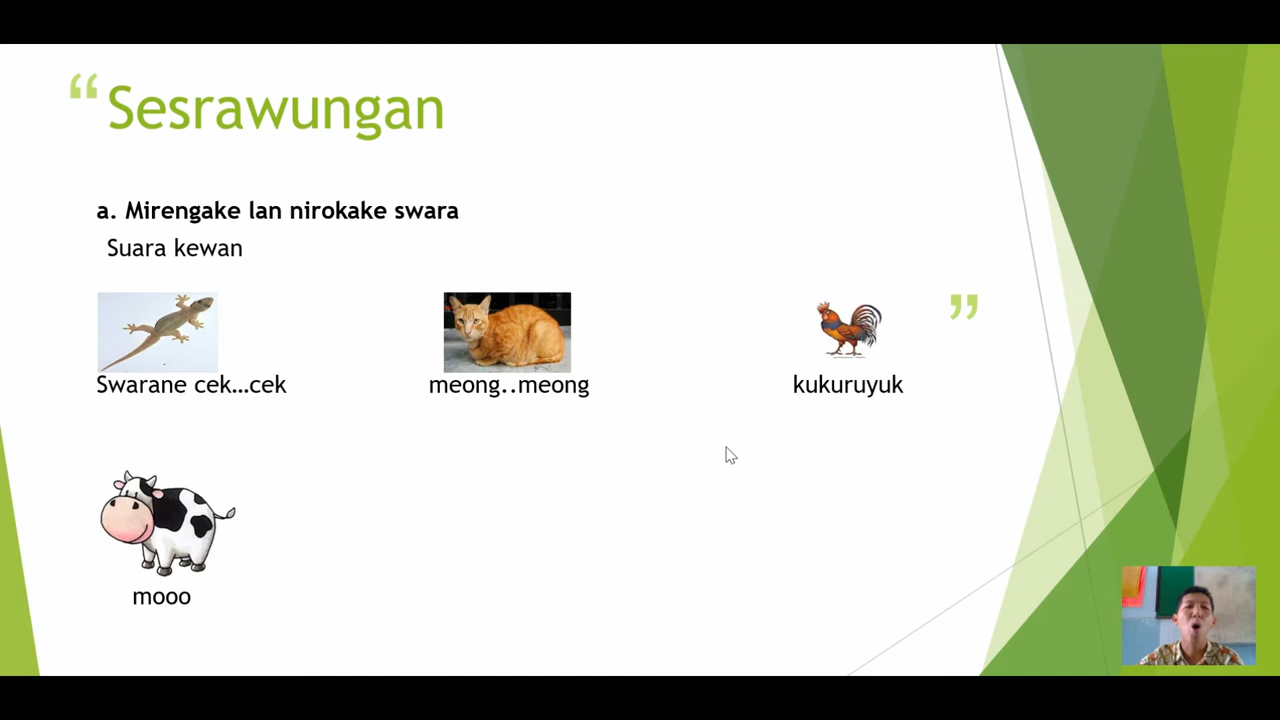 “ Sesrawungan
a. Mirengake lan nirokake swara
Suara kewan
”
Swarane cek...cek
meong..meong
kukuruyuk
mooo